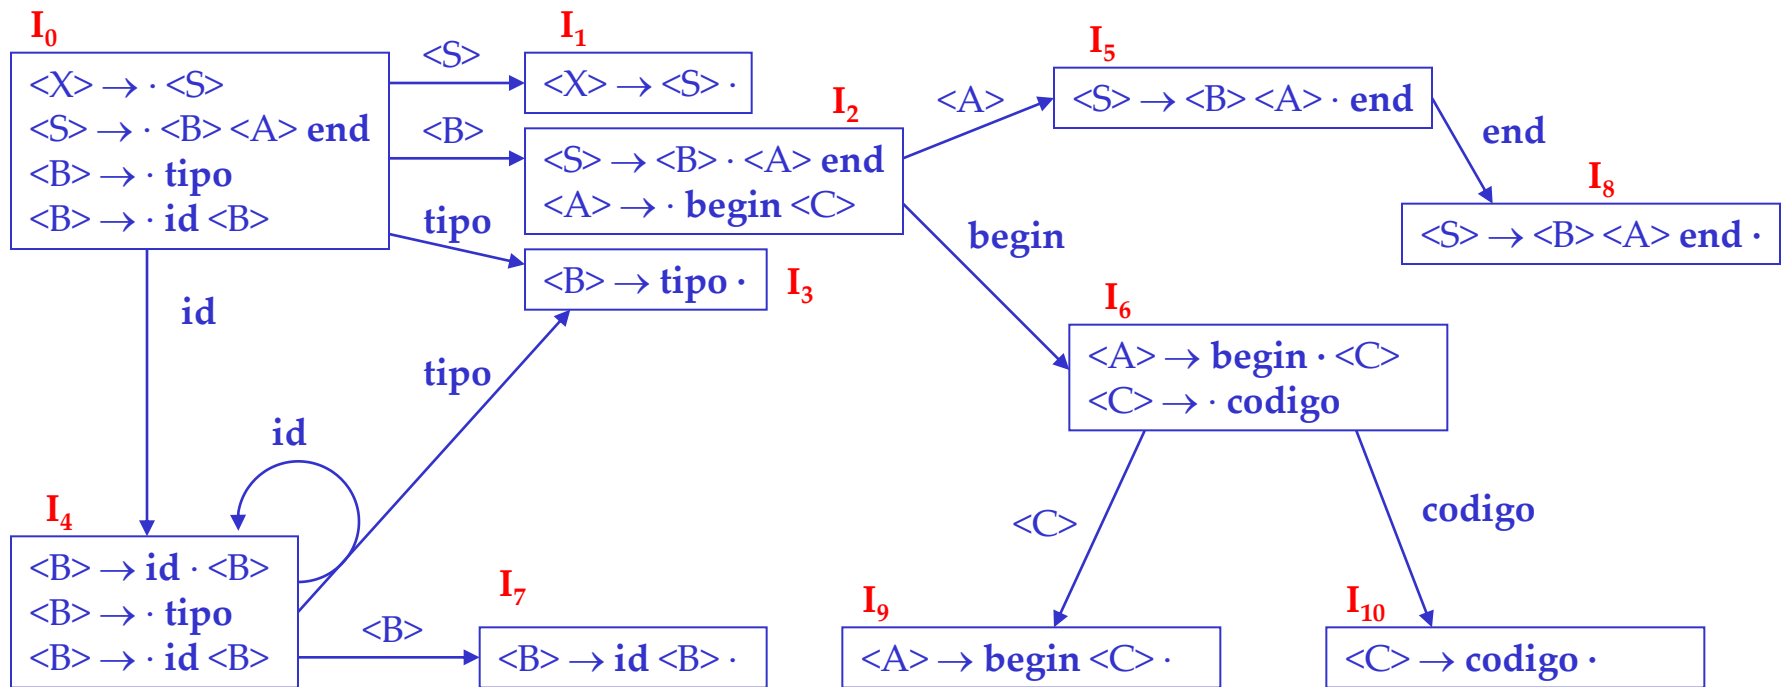 I0
<X> → · <S>
<S> → · <B> <A> end
<B> → · tipo
<B> → · id <B>
<S>
I1
<X> → <S> ·
<B>
I2
<S> → <B> · <A> end
<A> → · begin <C>
tipo
<B> → tipo ·
I3
<A>
I5
<S> → <B> <A> · end
end
I8
<S> → <B> <A> end ·
begin
I6
<A> → begin · <C>
<C> → · codigo
id
tipo
id
I4
<B> → id · <B>
<B> → · tipo
<B> → · id <B>
<B>
I7
<B> → id <B> ·
<C>
I9
<A> → begin <C> ·
codigo
I10
<C> → codigo ·